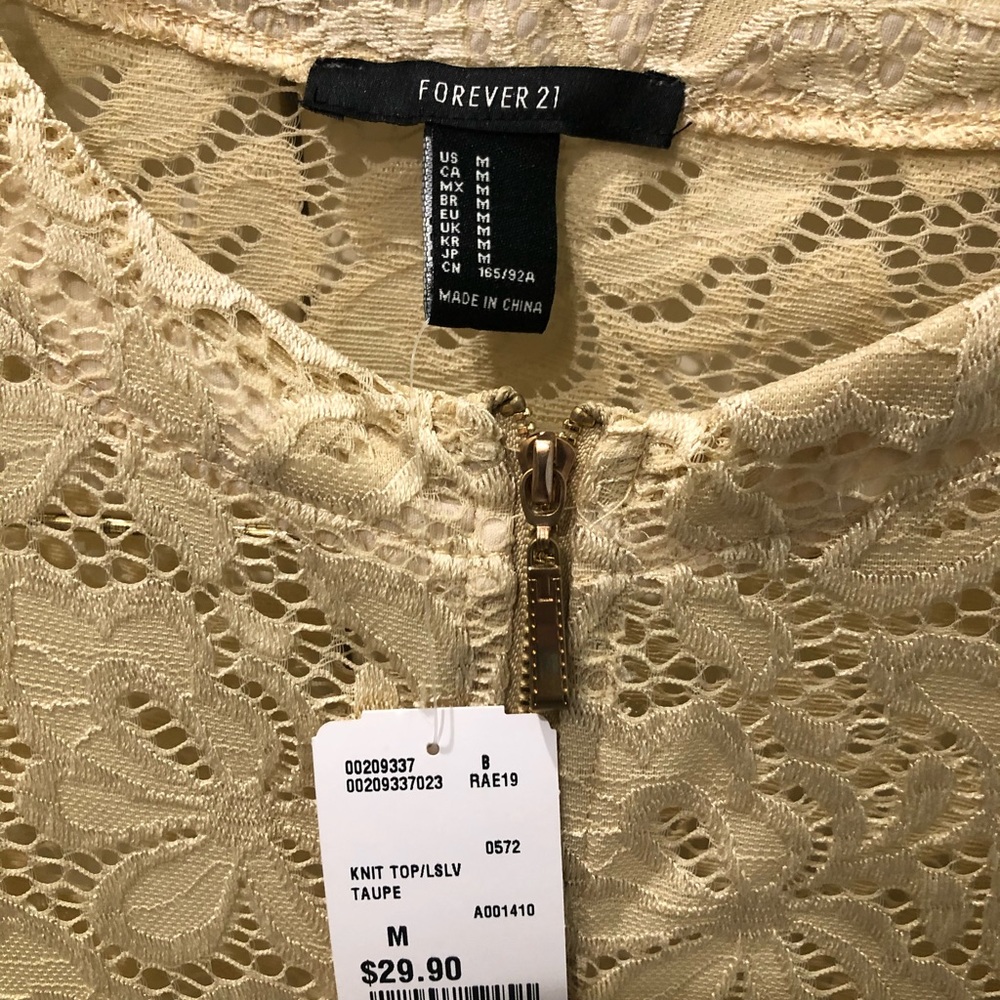 FOREVER 21
US M
CA M
MX M
BR M
EU M
UK M
KR M
JP M
CN 165/92A
MADE IN CHINA
00209337 B
00209337023 RAE19
0572
KNIT TOP/LSLV
TAUPE
A001410
M
$29.90